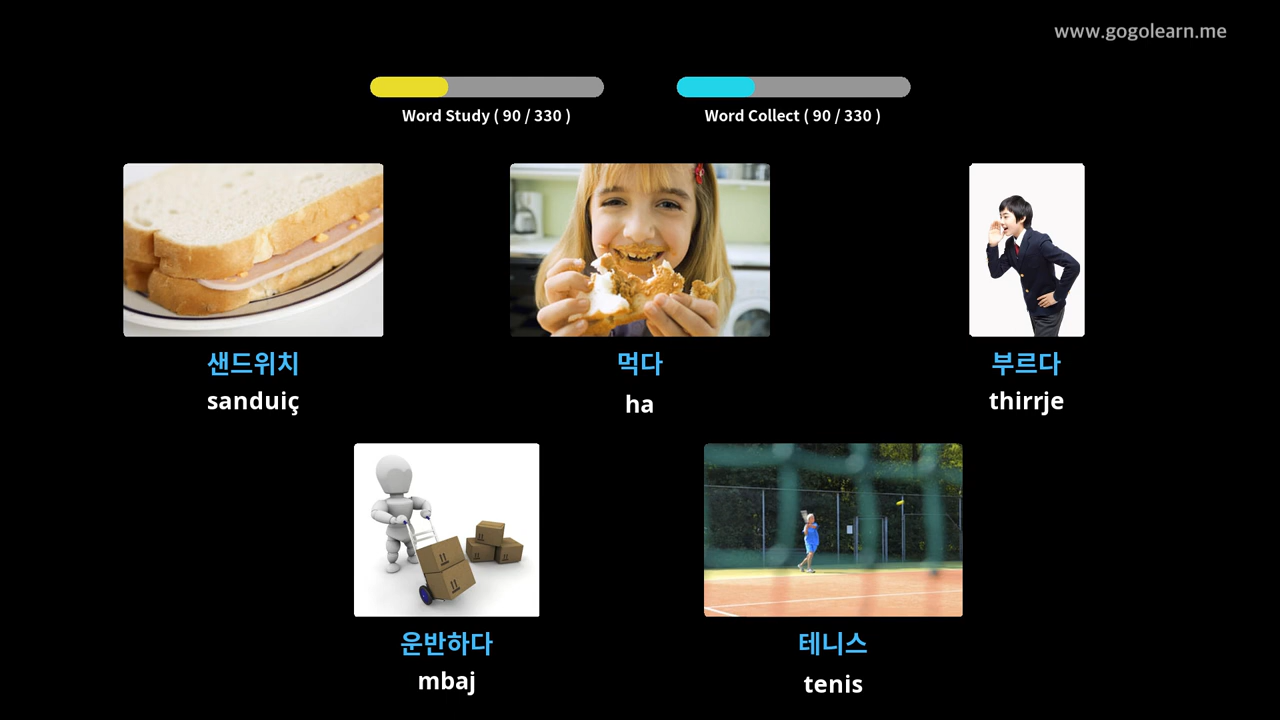 www.gogolearn.me
Word Study ( 90 / 330 )
Word Collect ( 90 / 330 )
샌드위치
sanduiç
먹다
ha
부르다
thirrje
운반하다
mbaj
테니스
tenis